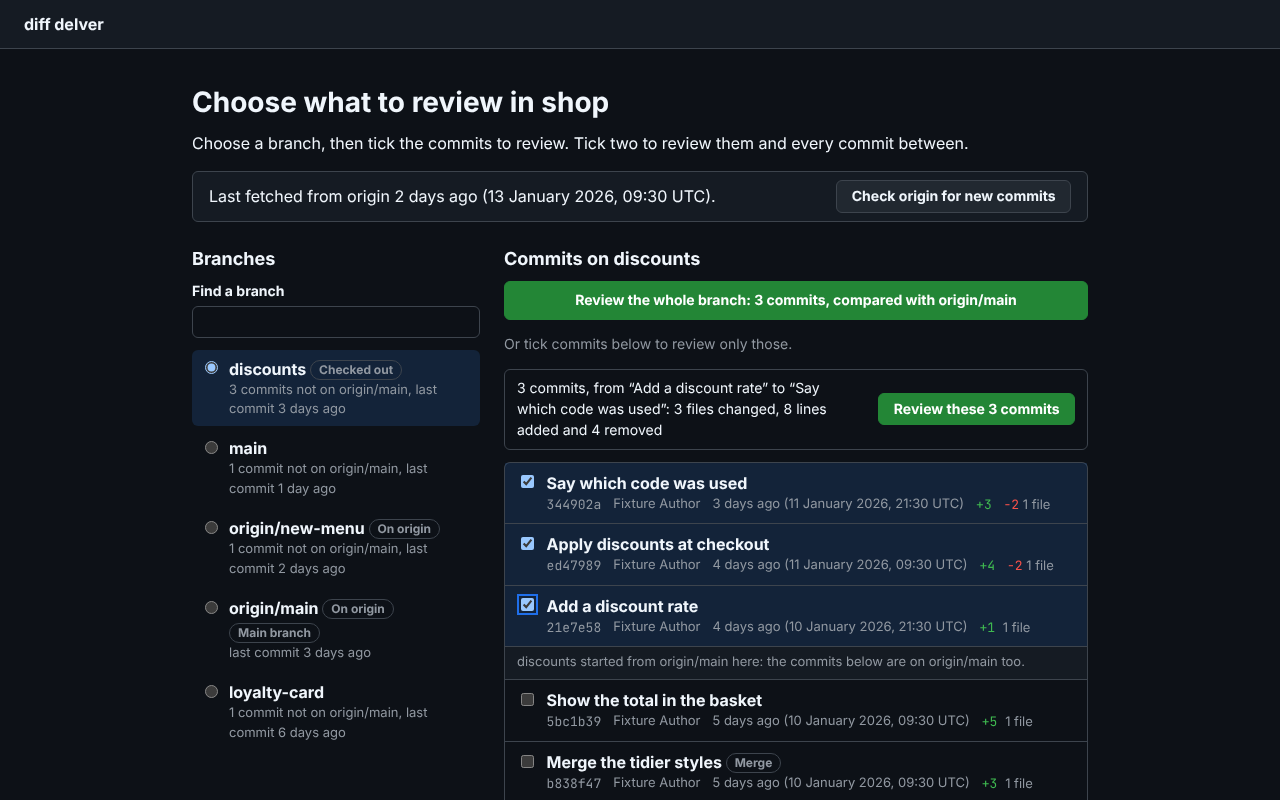 diff delver
Choose what to review in shop
Choose a branch, then tick the commits to review. Tick two to review them and every commit between.
Last fetched from origin 2 days ago (13 January 2026, 09:30 UTC).
Check origin for new commits
Branches
Find a branch
discounts Checked out
3 commits not on origin/main, last
commit 3 days ago
main
1 commit not on origin/main, last
commit 1 day ago
origin/new-menu On origin
1 commit not on origin/main, last
commit 2 days ago
origin/main On origin
Main branch
last commit 3 days ago
loyalty-card
1 commit not on origin/main, last
commit 6 days ago
Commits on discounts
Review the whole branch: 3 commits, compared with origin/main
Or tick commits below to review only those.
3 commits, from “Add a discount rate” to “Say
which code was used”: 3 files changed, 8 lines
added and 4 removed
Review these 3 commits
Say which code was used
344902a Fixture Author 3 days ago (11 January 2026, 21:30 UTC) +3 -2 1 file
Apply discounts at checkout
ed47989 Fixture Author 4 days ago (11 January 2026, 09:30 UTC) +4 -2 1 file
Add a discount rate
21e7e58 Fixture Author 4 days ago (10 January 2026, 21:30 UTC) +1 1 file
discounts started from origin/main here: the commits below are on origin/main too.
Show the total in the basket
5bc1b39 Fixture Author 5 days ago (10 January 2026, 09:30 UTC) +5 1 file
Merge the tidier styles Merge
b838f47 Fixture Author 5 days ago (10 January 2026, 09:30 UTC) +3 1 file